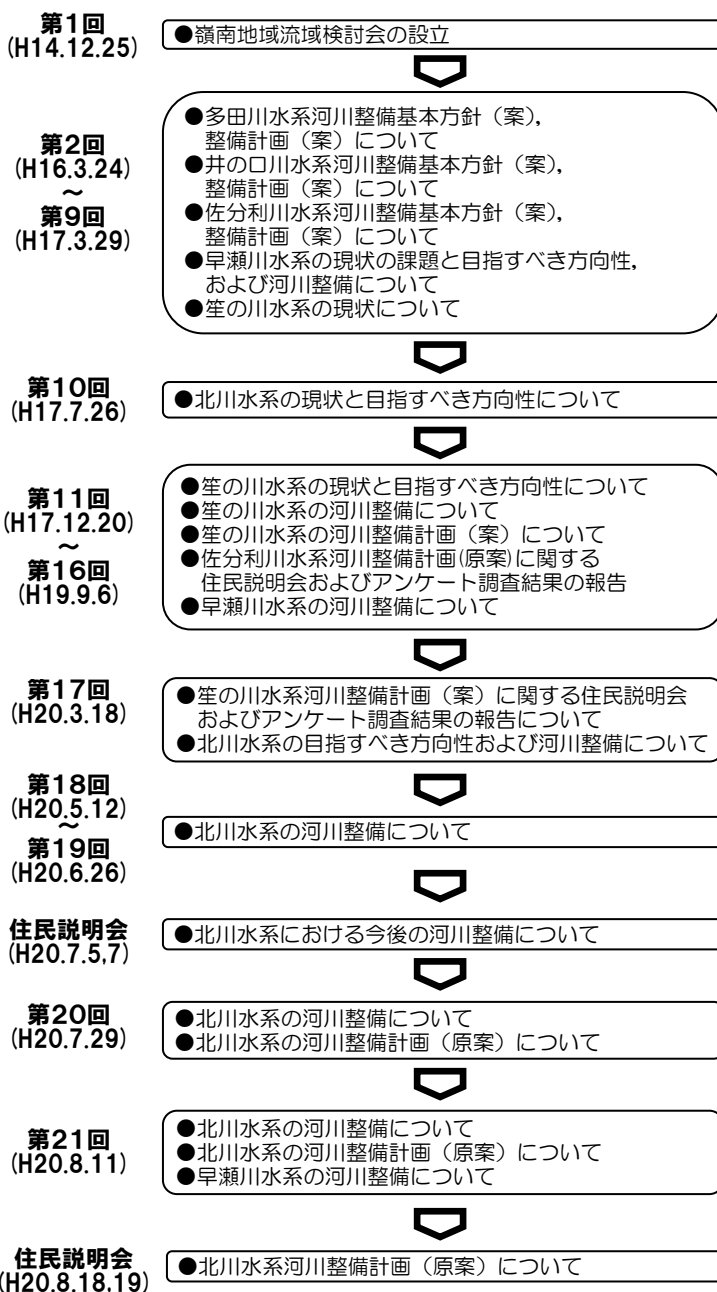 第1回
(H14.12.25)
●嶺南地域流域検討会の設立
第2回
(H16.3.24)
～
第9回
(H17.3.29)
●多田川水系河川整備基本方針（案），
整備計画（案）について
●井の口川水系河川整備基本方針（案），
整備計画（案）について
●佐分利川水系河川整備基本方針（案），
整備計画（案）について
●早瀬川水系の現状の課題と目指すべき方向性，
および河川整備について
●笙の川水系の現状について
第10回
(H17.7.26)
●北川水系の現状と目指すべき方向性について
第11回
(H17.12.20)
～
第16回
(H19.9.6)
●笙の川水系の現状と目指すべき方向性について
●笙の川水系の河川整備について
●笙の川水系の河川整備計画（案）について
●佐分利川水系河川整備計画(原案)に関する
住民説明会およびアンケート調査結果の報告
●早瀬川水系の河川整備について
第17回
(H20.3.18)
●笙の川水系河川整備計画（案）に関する住民説明会
およびアンケート調査結果の報告について
●北川水系の目指すべき方向性および河川整備について
第18回
(H20.5.12)
～
第19回
(H20.6.26)
●北川水系の河川整備について
住民説明会
(H20.7.5,7)
●北川水系における今後の河川整備について
第20回
(H20.7.29)
●北川水系の河川整備について
●北川水系の河川整備計画（原案）について
第21回
(H20.8.11)
●北川水系の河川整備について
●北川水系の河川整備計画（原案）について
●早瀬川水系の河川整備について
住民説明会
(H20.8.18,19)
●北川水系河川整備計画（原案）について